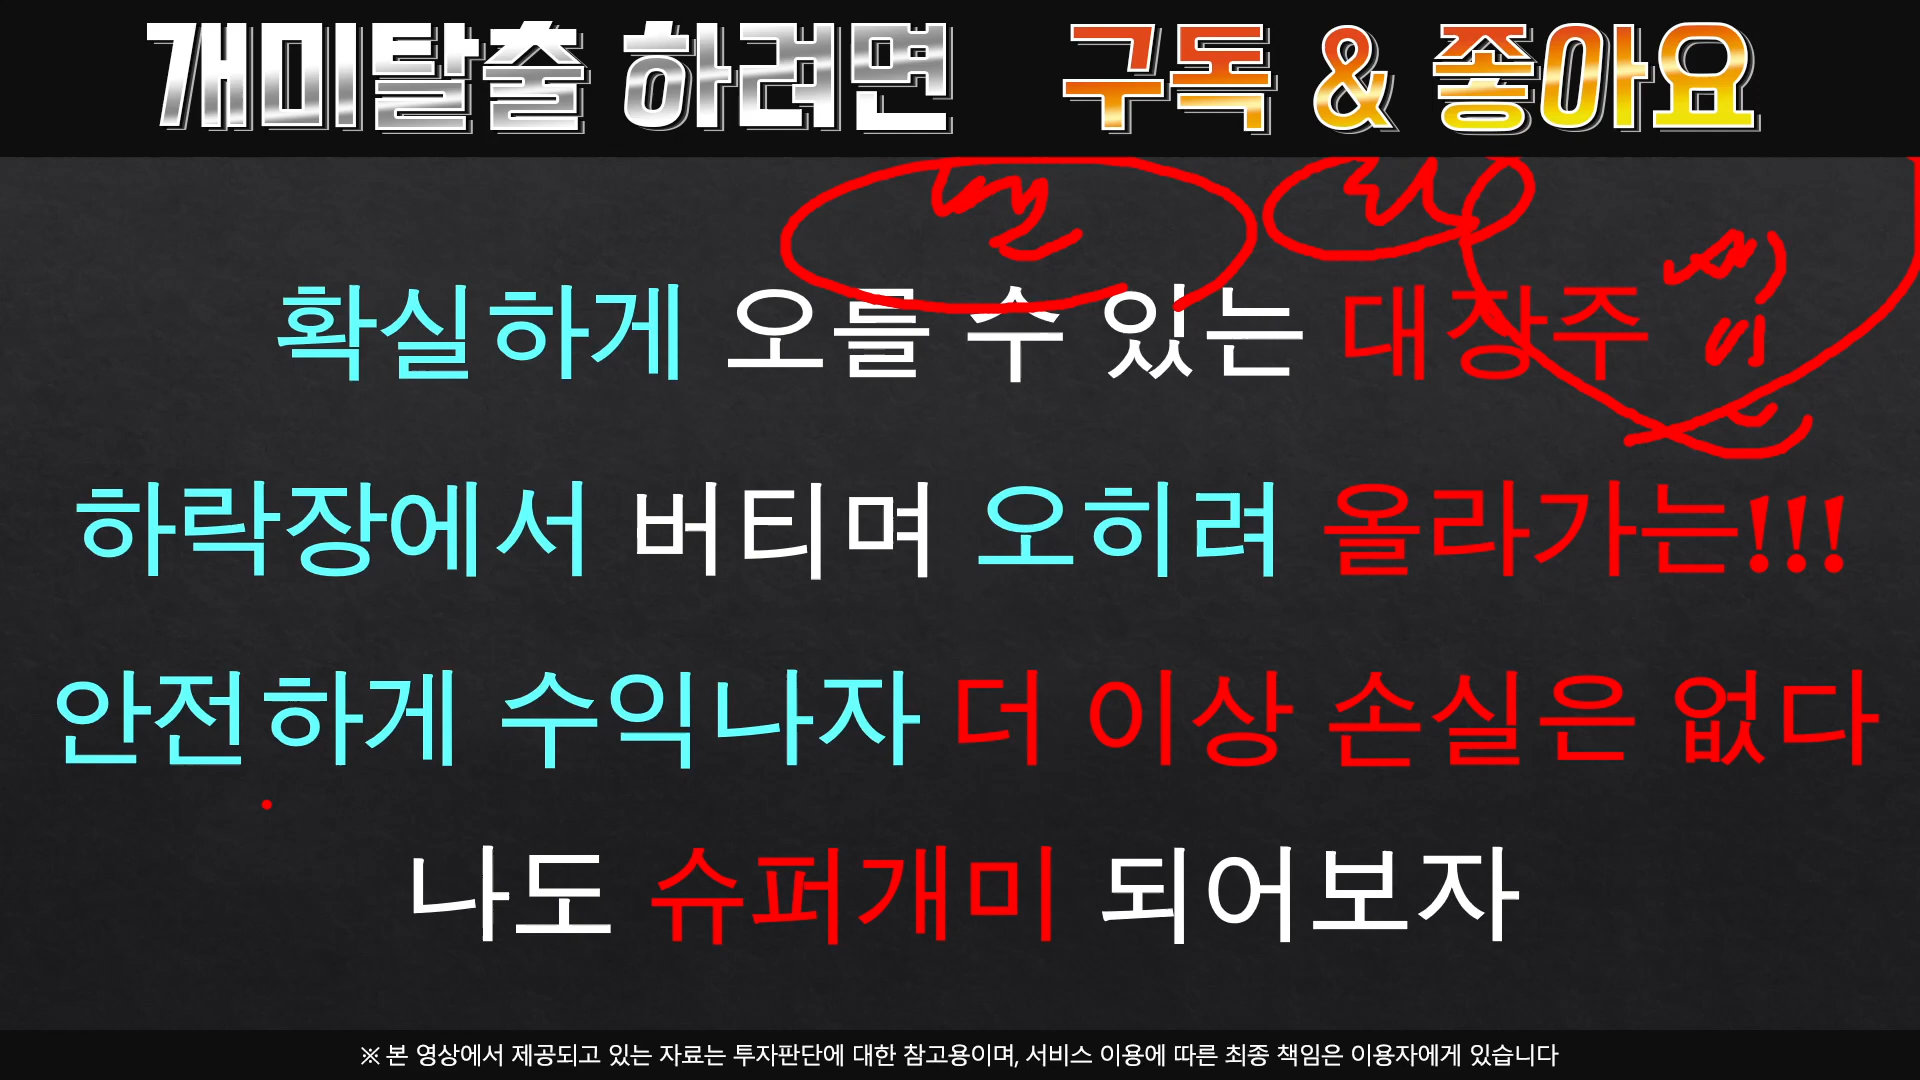 개미탈출 하려면 구독 & 좋아요
확실하게 오를 수 있는 대장주
하락장에서 버티며 오히려 올라가는!!!
안전하게 수익나자 더 이상 손실은 없다
나도 슈퍼개미 되어보자
※ 본 영상에서 제공되고 있는 자료는 투자판단에 대한 참고용이며, 서비스 이용에 따른 최종 책임은 이용자에게 있습니다